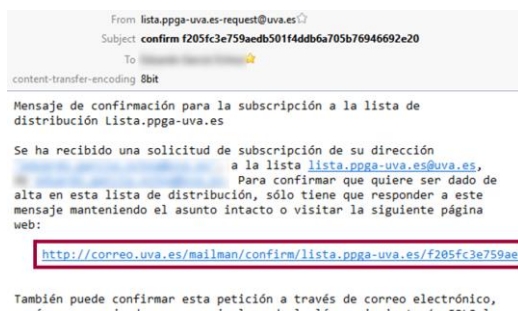 From lista.ppga-uva.es-request@uva.es
Subject confirm f205fc3e759aedb501f4ddb6a705b76946692e20
To
content-transfer-encoding 8bit
Mensaje de confirmación para la subscripción a la lista de
distribución Lista.ppga-uva.es
Se ha recibido una solicitud de subscripción de su dirección
a la lista lista.ppga-uva.es@uva.es,
Para confirmar que quiere ser dado de
alta en esta lista de distribución, sólo tiene que responder a este
mensaje manteniendo el asunto intacto o visitar la siguiente página
web:
http://correo.uva.es/mailman/confirm/lista.ppga-uva.es/f205fc3e759ae
También puede confirmar esta petición a través de correo electrónico,